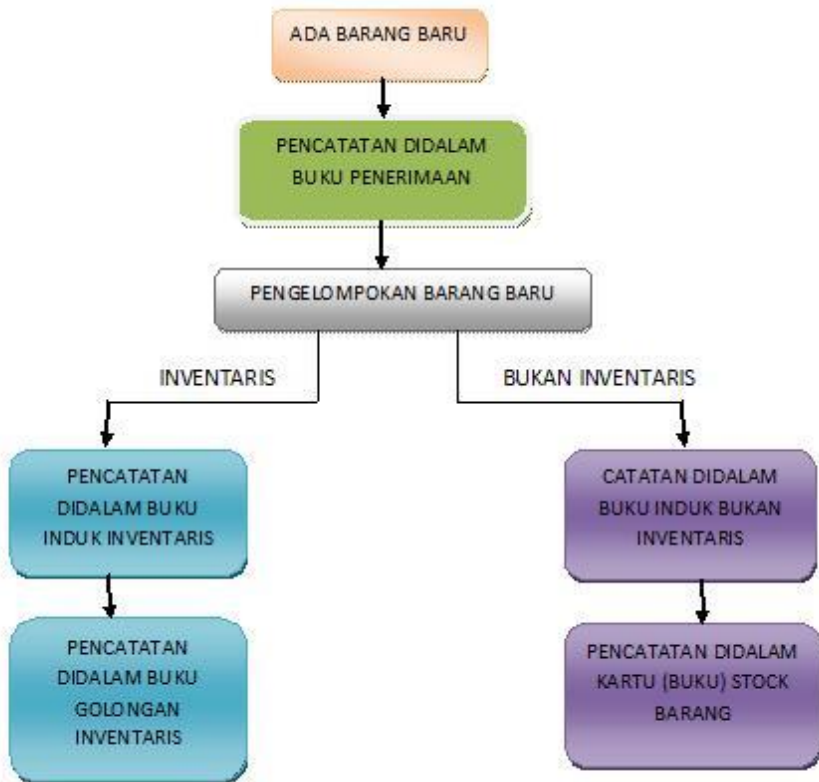 ADA BARANG BARU
PENCATATAN DIDALAM
BUKU PENERIMAAN
PENGELOMPOKAN BARANG BARU
INVENTARIS
BUKAN INVENTARIS
PENCATATAN
DIDALAM BUKU
INDUK INVENTARIS
CATATAN DIDALAM
BUKU INDUK BUKAN
INVENTARIS
PENCATATAN
DIDALAM BUKU
GOLONGAN
INVENTARIS
PENCATATAN DIDALAM
KARTU (BUKU) STOCK
BARANG